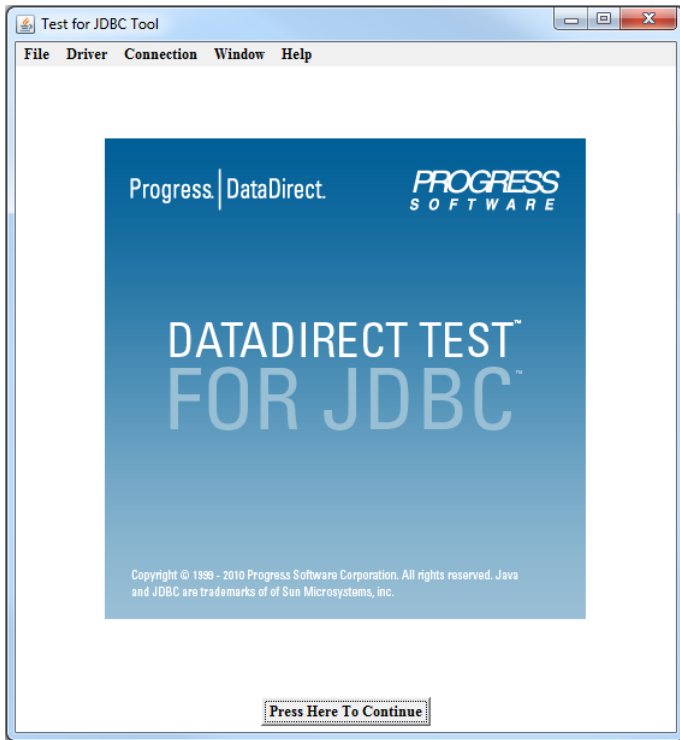 Test for JDBC Tool
File Driver Connection Window Help
Progress. | DataDirect.
PROGRESS
SOFTWARE
DATADIRECT TEST™
FOR JDBC™
Copyright © 1999 - 2010 Progress Software Corporation. All rights reserved. Java
and JDBC are trademarks of of Sun Microsystems, inc.
Press Here To Continue